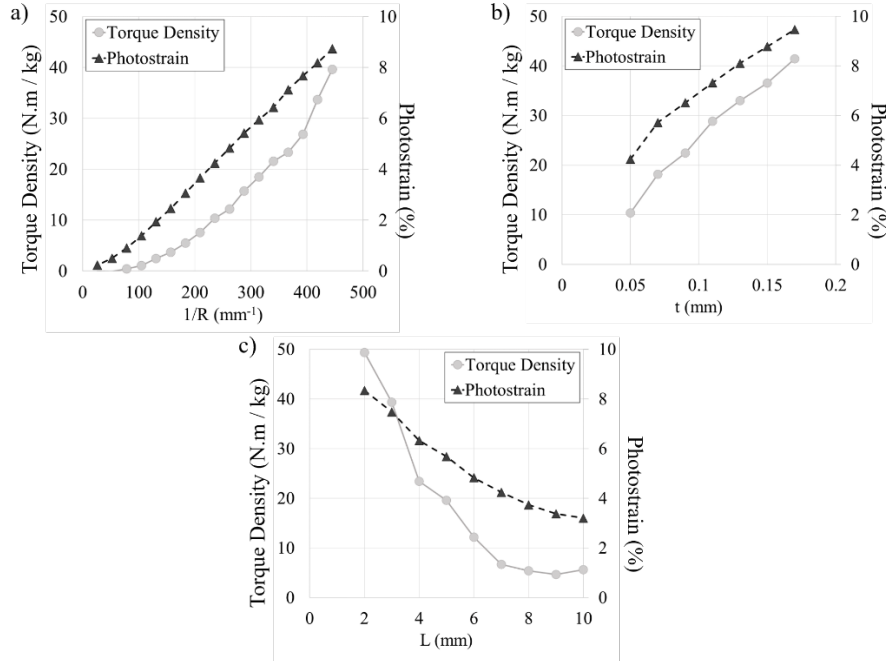 a)
Torque Density
Photostrain
Torque Density (N.m / kg)
50
40
30
20
10
0
Photostrain (%)
10
8
6
4
2
0
0 100 200 300 400 500
1/R (mm⁻¹)
b)
Torque Density
Photostrain
Torque Density (N.m / kg)
50
40
30
20
10
0
Photostrain (%)
10
8
6
4
2
0
0 0.05 0.1 0.15 0.2
t (mm)
c)
Torque Density
Photostrain
Torque Density (N.m / kg)
50
40
30
20
10
0
Photostrain (%)
10
8
6
4
2
0
0 2 4 6 8 10
L (mm)